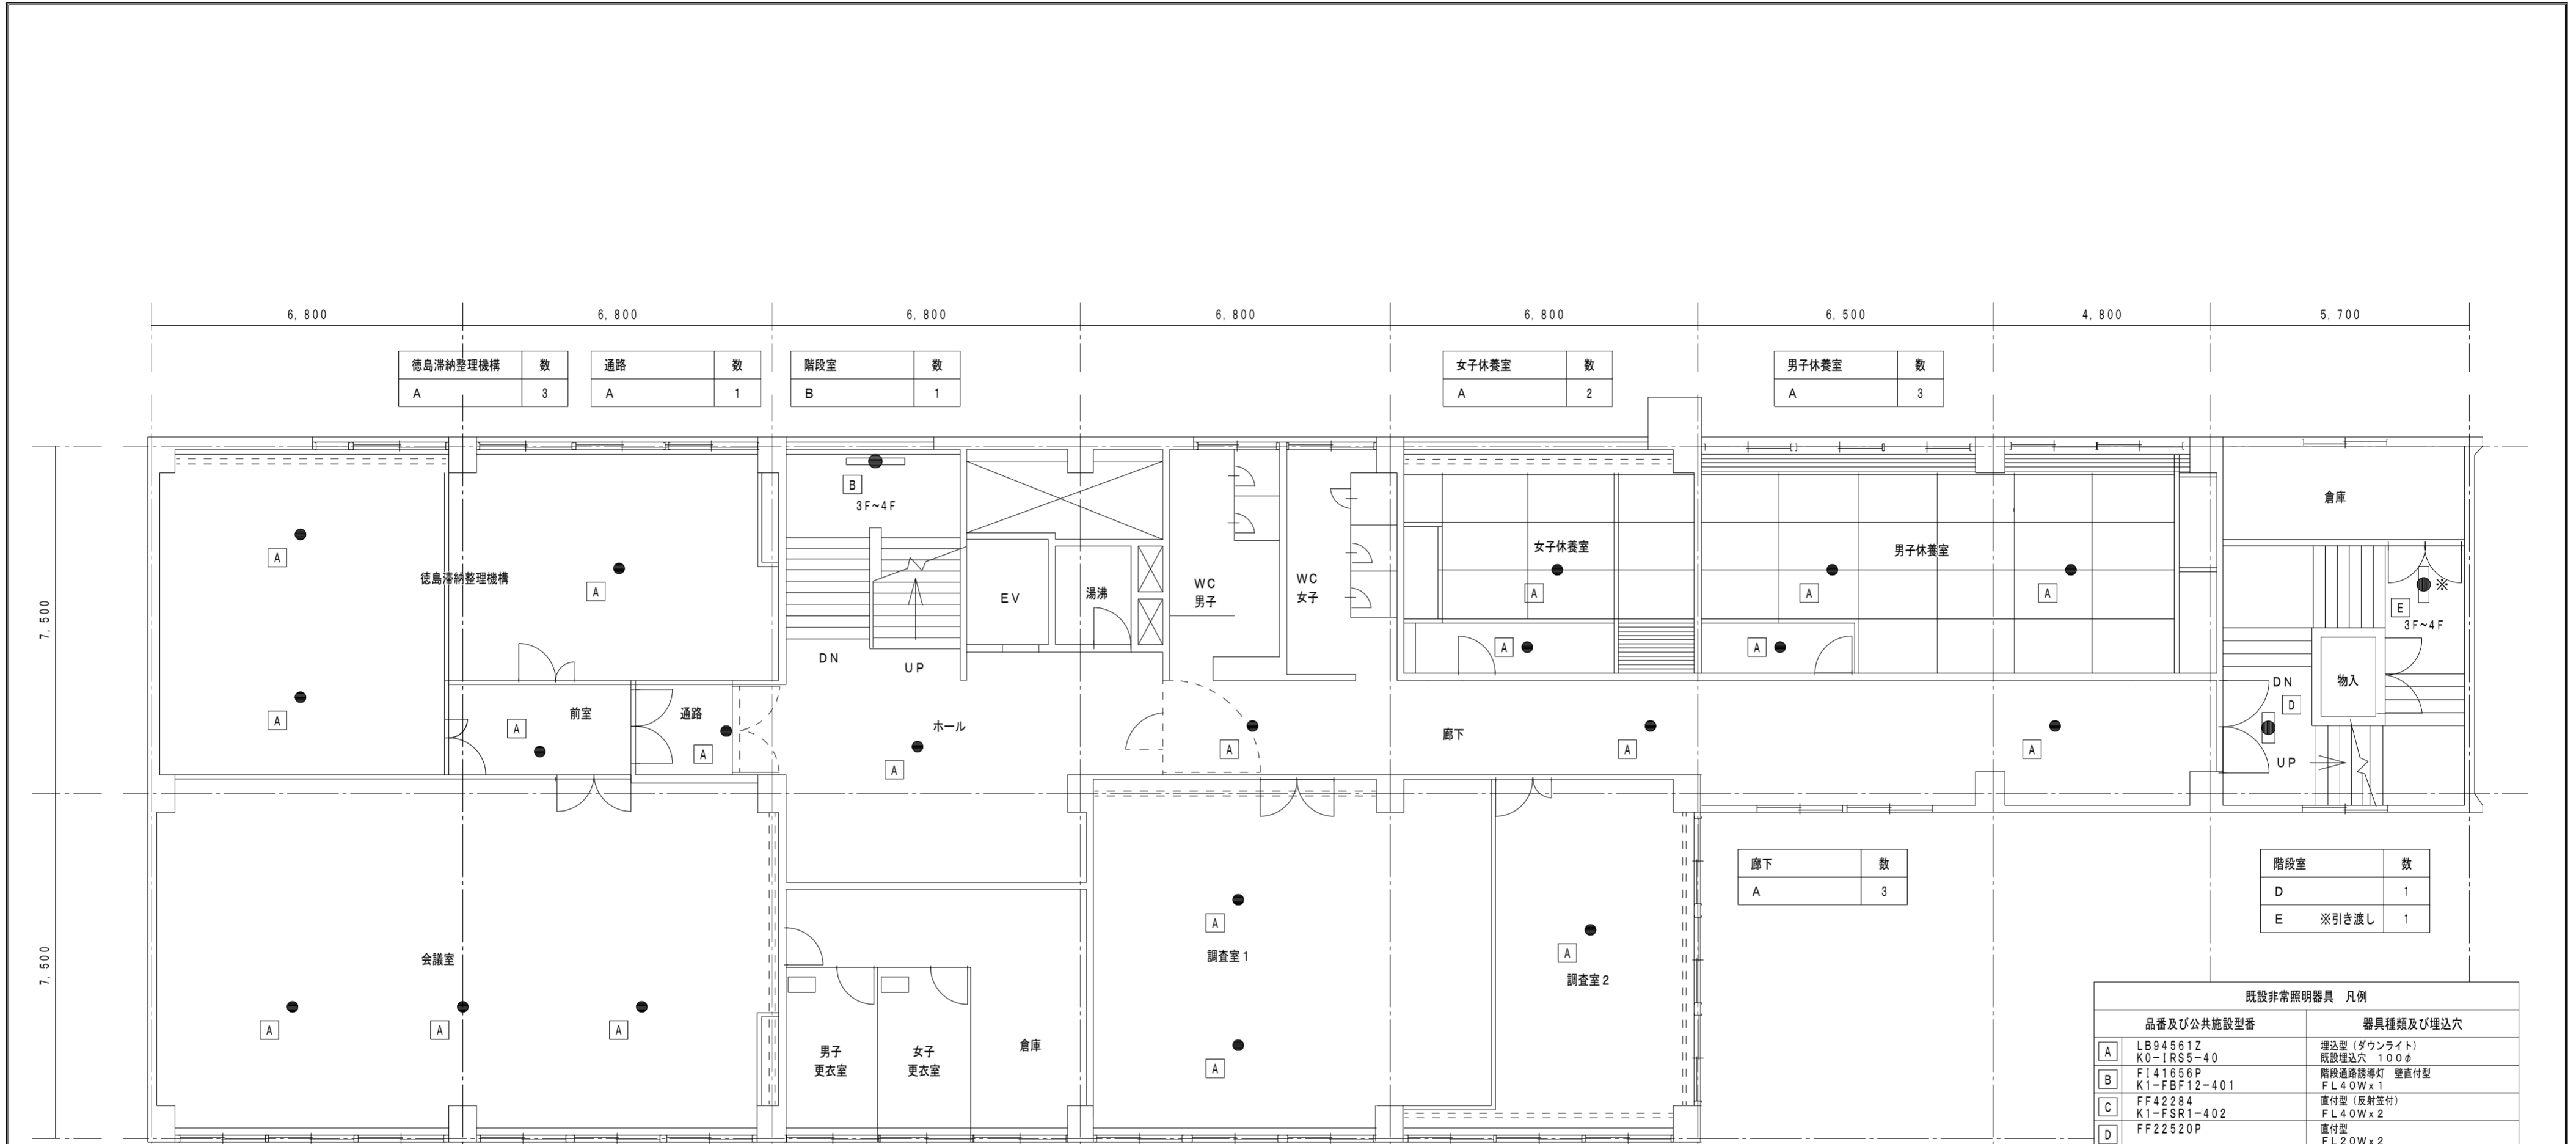 6,800
6,800
6,800
6,800
6,800
6,500
4,800
5,700
徳島滞納整理機構 数
A 3
通路 数
A 1
階段室 数
B 1
女子休養室 数
A 2
男子休養室 数
A 3
7,500
7,500
A
徳島滞納整理機構
A
A
B
3F~4F
DN
UP
EV
湯沸
WC
男子
WC
女子
女子休養室
A
A
男子休養室
A
A
A
倉庫
※
E
3F~4F
物入
DN
D
UP
前室
A
通路
A
ホール
A
A
廊下
A
A
廊下 数
A 3
階段室 数
D 1
E ※引き渡し 1
会議室
A
A
A
男子
更衣室
女子
更衣室
倉庫
A
調査室1
A
A
調査室2
既設非常照明器具 凡例
品番及び公共施設型番 器具種類及び埋込穴
A LB94561Z 埋込型(ダウンライト)
K0-IRS5-40 既設埋込穴 100φ
B FI41656P 階段通路誘導灯 壁直付型
K1-FBF12-401 FL40Wx1
C FF42284 直付型(反射笠付)
K1-FSR1-402 FL40Wx2
D FF22520P 直付型
FL20Wx2